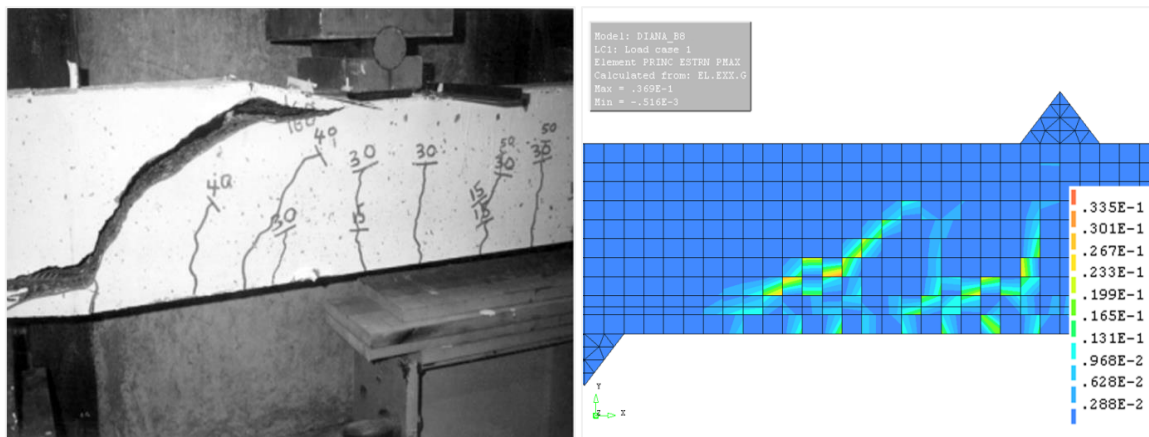 160
160
49
40
30
15
30
30
50
30
15
15
50
30
Model: DIANA_B8
LC1: Load case 1
Element PRINC ESTRN PMAX
Calculated from: EL.EXX.G
Max = .369E-1
Min = -.516E-3
.335E-1
.301E-1
.267E-1
.233E-1
.199E-1
.165E-1
.131E-1
.968E-2
.628E-2
.288E-2
Y
Z X